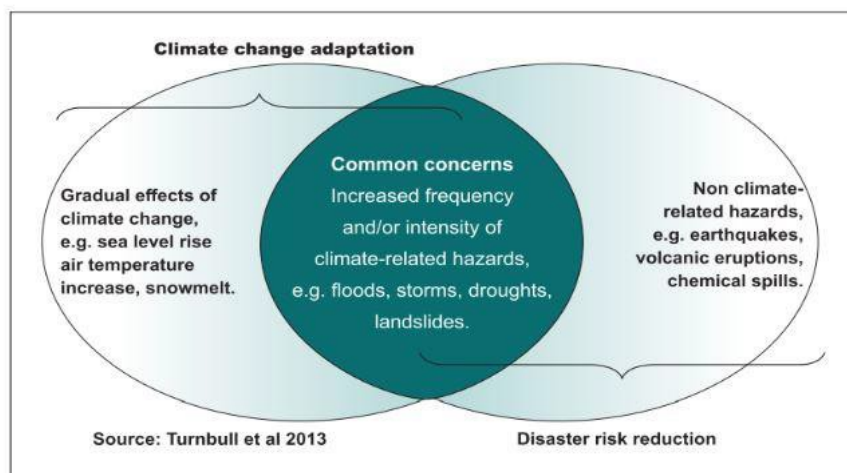 Climate change adaptation
Gradual effects of
climate change,
e.g. sea level rise
air temperature
increase, snowmelt.
Common concerns
Increased frequency
and/or intensity of
climate-related hazards,
e.g. floods, storms, droughts,
landslides.
Non climate-
related hazards,
e.g. earthquakes,
volcanic eruptions,
chemical spills.
Source: Turnbull et al 2013
Disaster risk reduction